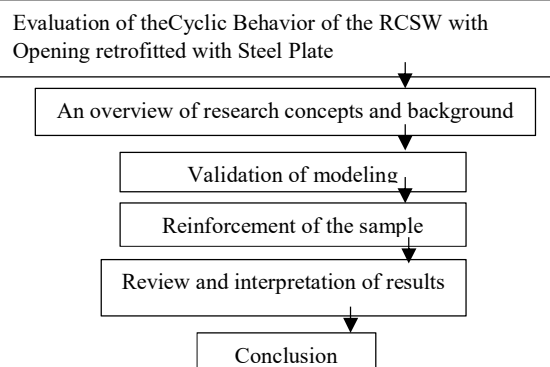 Evaluation of theCyclic Behavior of the RCSW with
Opening retrofitted with Steel Plate
An overview of research concepts and background
Validation of modeling
Reinforcement of the sample
Review and interpretation of results
Conclusion